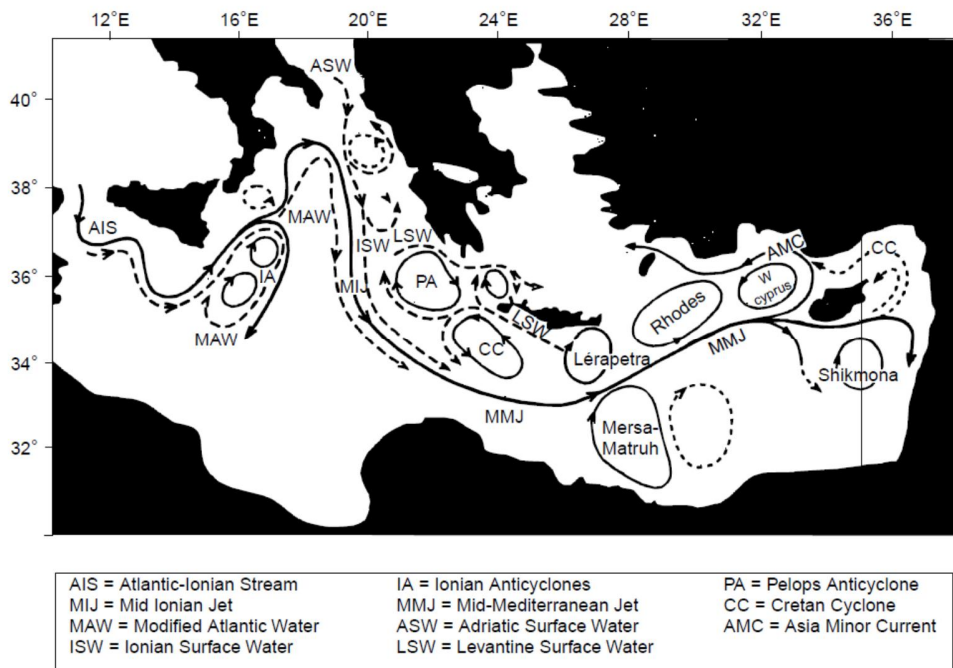 12°E 16°E 20°E 24°E 28°E 32°E 36°E
ASW
40°
38°
MAW
AIS
ISW
LSW
AMC
CC
36°
IA
MIJ
PA
W
cyprus
Rhodes
MAW
LSW
34°
CC
Lérapetra
MMJ
Shikmona
MMJ
Mersa-
Matruh
32°
AIS = Atlantic-Ionian Stream IA = Ionian Anticyclones PA = Pelops Anticyclone
MIJ = Mid Ionian Jet MMJ = Mid-Mediterranean Jet CC = Cretan Cyclone
MAW = Modified Atlantic Water ASW = Adriatic Surface Water AMC = Asia Minor Current
ISW = Ionian Surface Water LSW = Levantine Surface Water